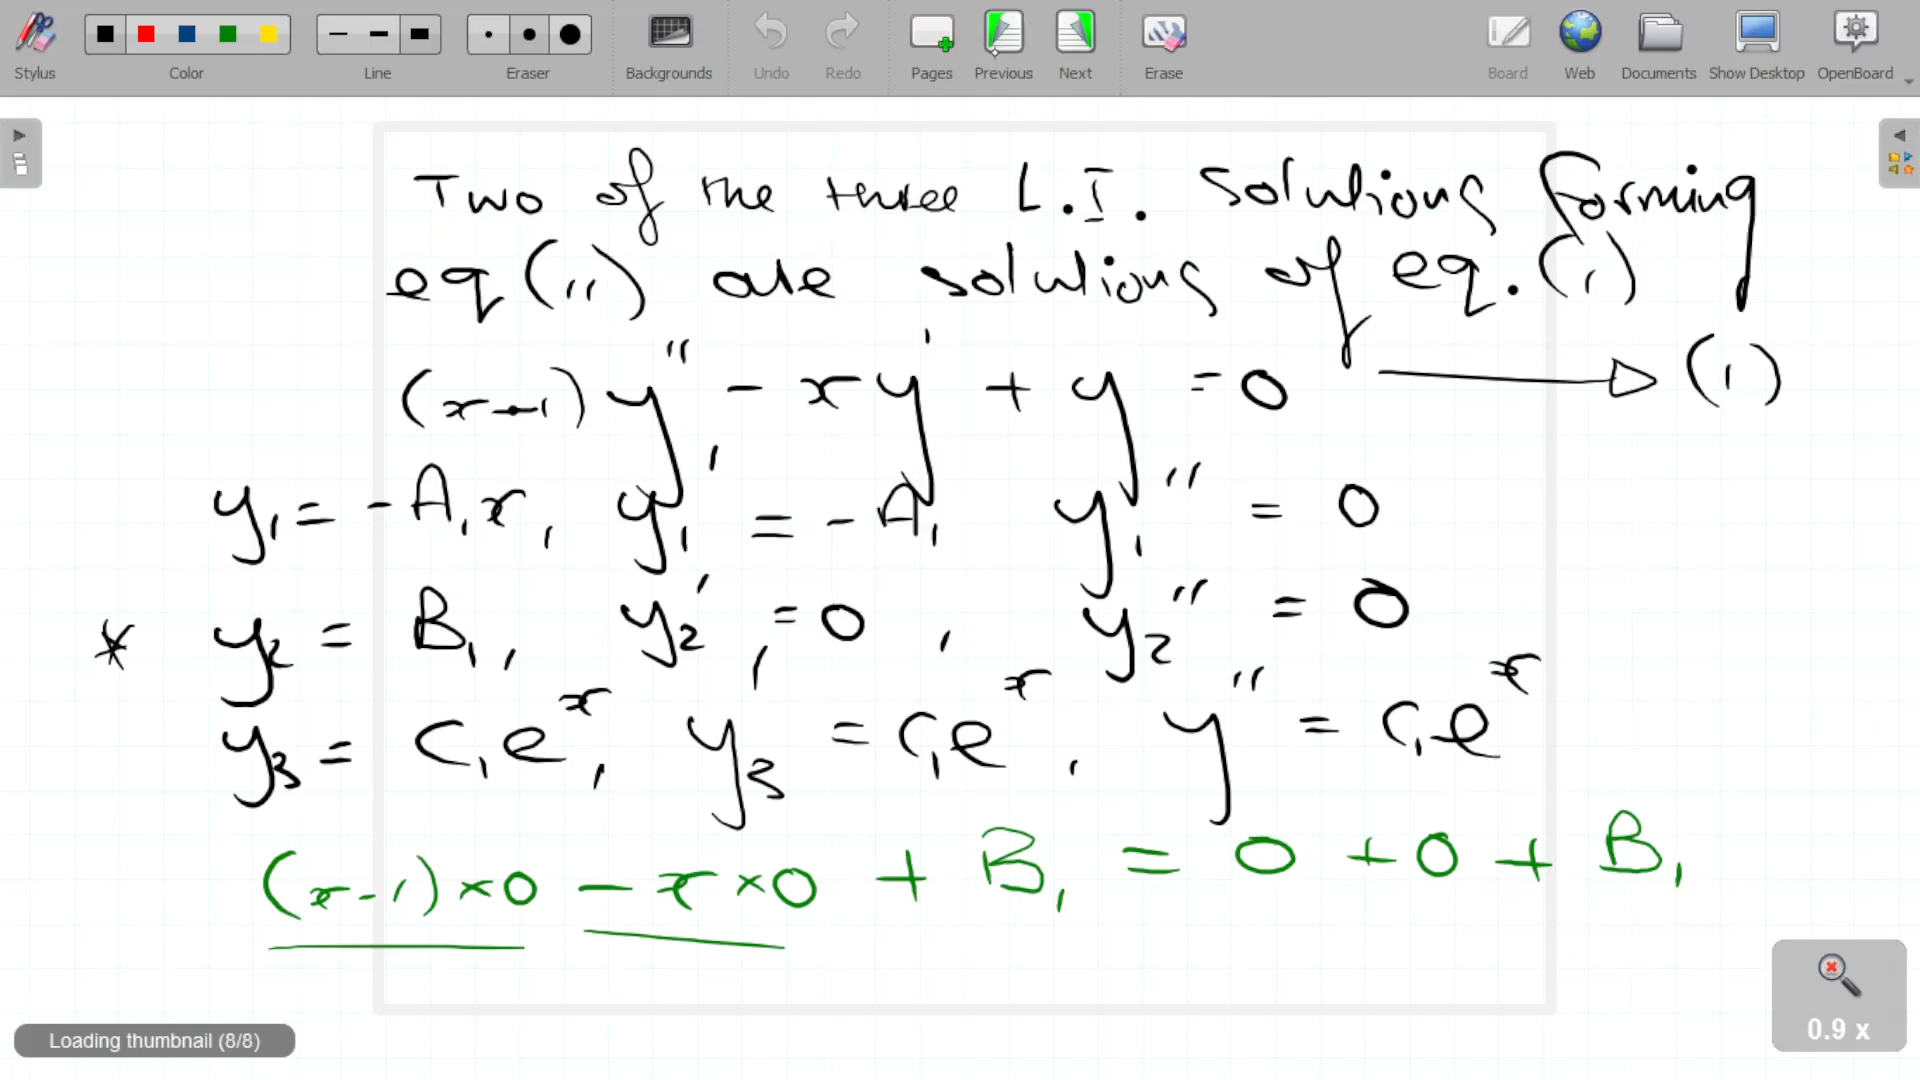 Stylus Color Line Eraser Backgrounds Undo Redo Pages Previous Next Erase Board Web Documents Show Desktop OpenBoard
Two of the three L.I. solutions forming
eq (11) are solutions of eq. (1)
(x-1) y'' - xy' + y = 0 → (1)
y₁ = -A₁x, y₁' = -A₁ y₁'' = 0
* y₂ = B₁, y₂' = 0, y₂'' = 0
y₃ = C₁eˣ, y₃' = C₁eˣ, y'' = C₁eˣ
(x-1)×0 - x×0 + B₁ = 0 + 0 + B₁
Loading thumbnail (8/8)
0.9 x